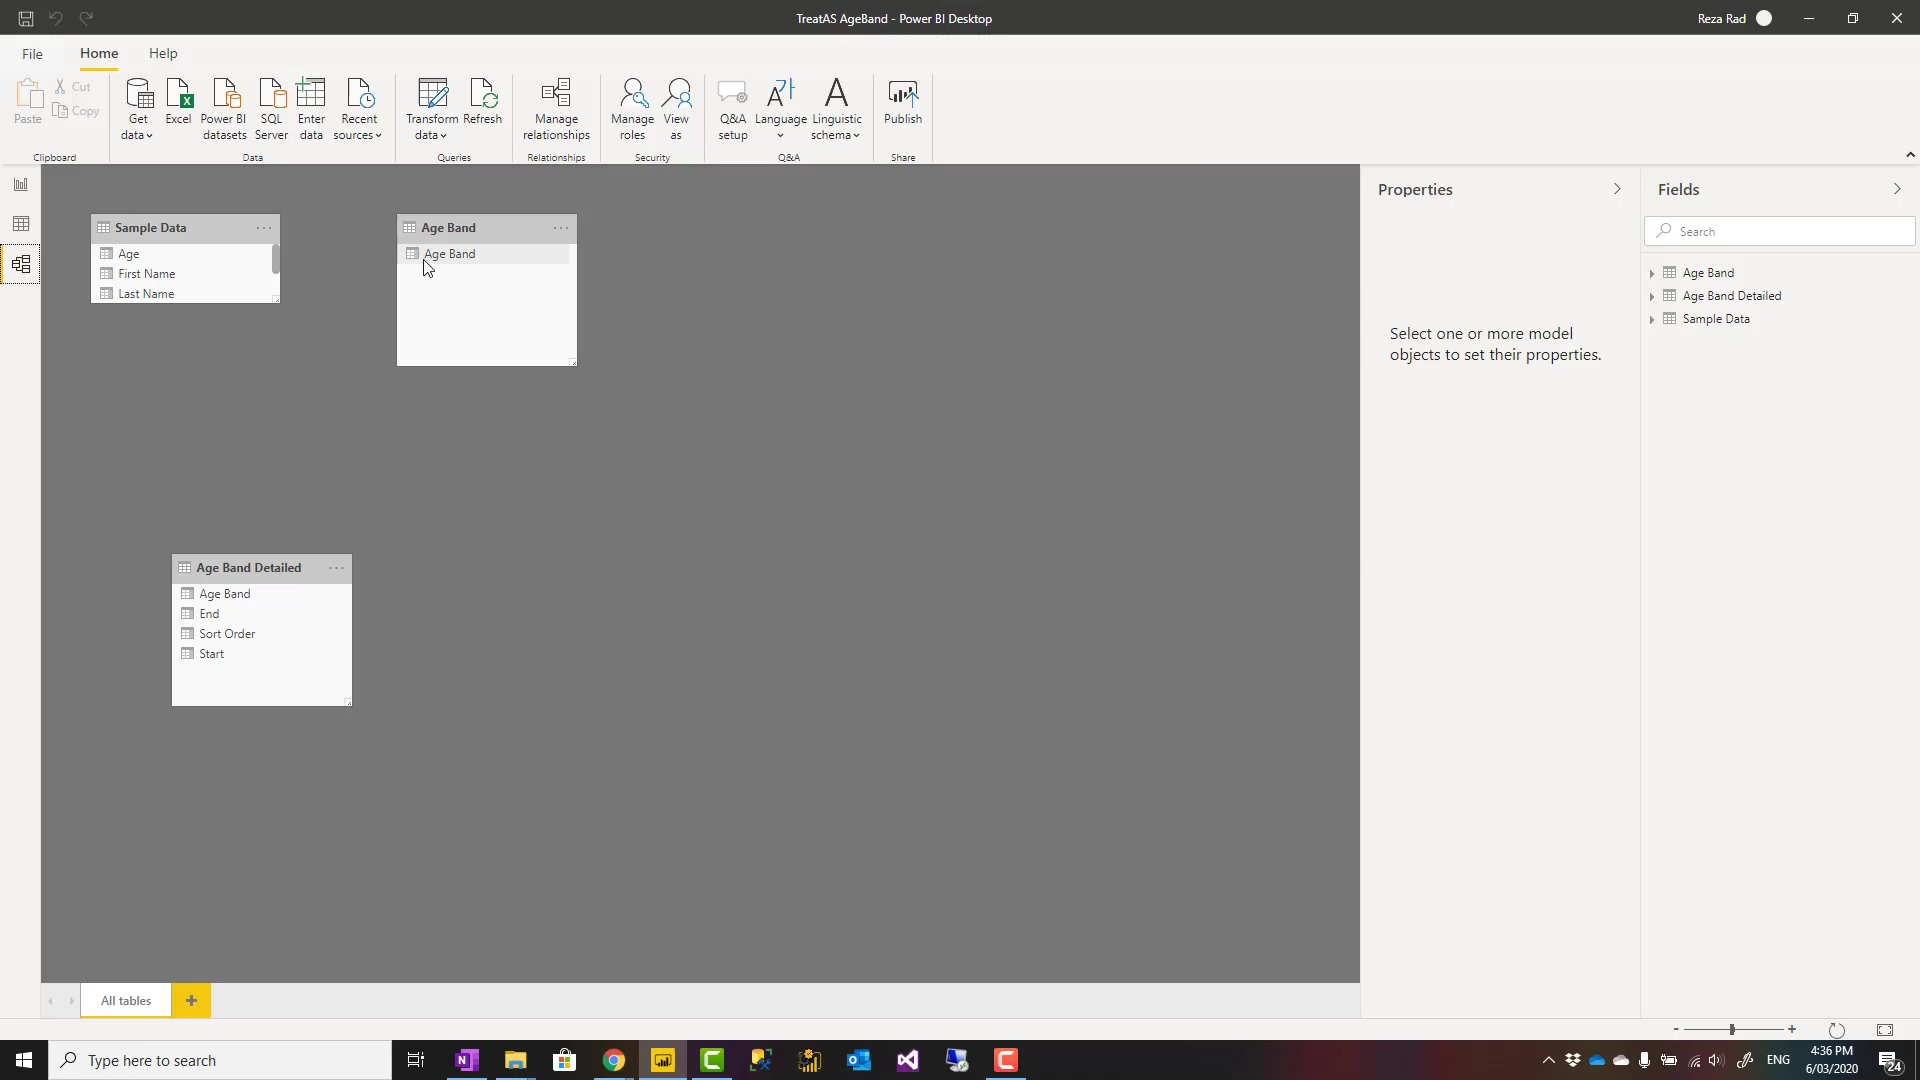 TreatAS AgeBand - Power BI Desktop
Reza Rad
File
Home
Help
Paste
Cut
Copy
Clipboard
Get data
Excel
Power BI datasets
SQL Server
Enter data
Recent sources
Data
Transform data
Refresh
Queries
Manage relationships
Relationships
Manage roles
View as
Security
Q&A setup
Language
Linguistic schema
Q&A
Publish
Share
Sample Data
Age
First Name
Last Name
Age Band
Age Band
Age Band Detailed
Age Band
End
Sort Order
Start
Properties
Select one or more model
objects to set their properties.
Fields
Search
Age Band
Age Band Detailed
Sample Data
All tables
Type here to search
ENG
4:36 PM
6/03/2020
24